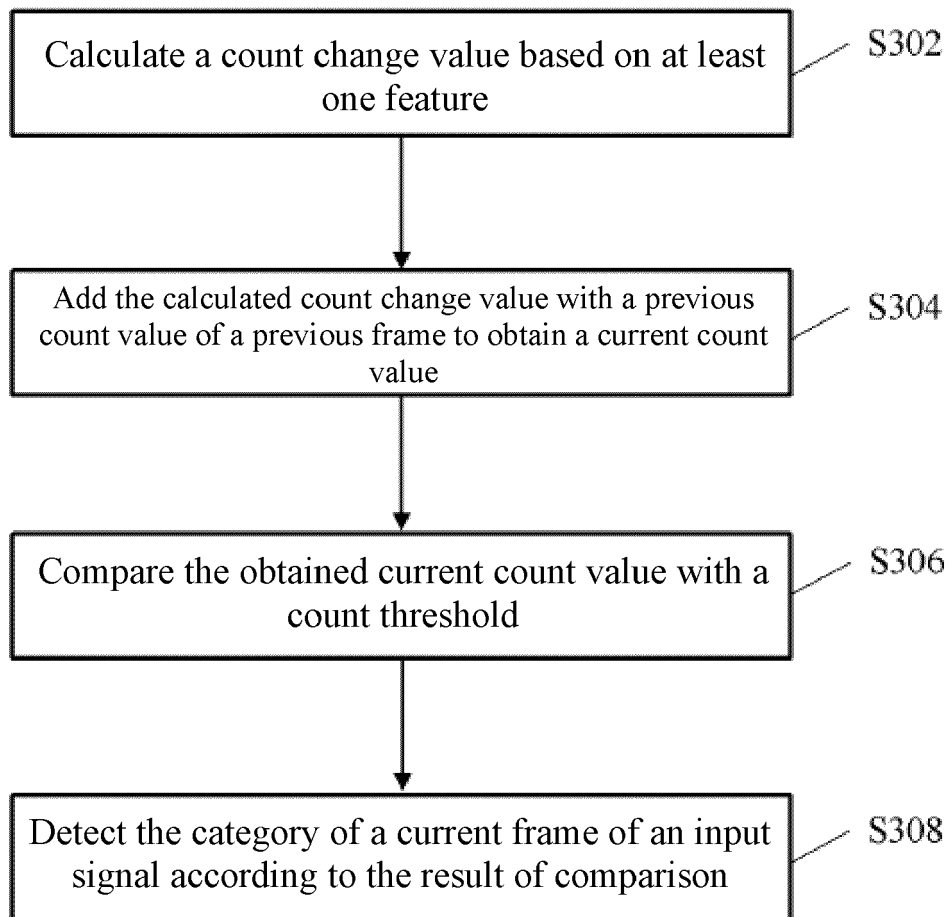 Calculate a count change value based on at least
one feature
S302
Add the calculated count change value with a previous
count value of a previous frame to obtain a current count
value
S304
Compare the obtained current count value with a
count threshold
S306
Detect the category of a current frame of an input
signal according to the result of comparison
S308